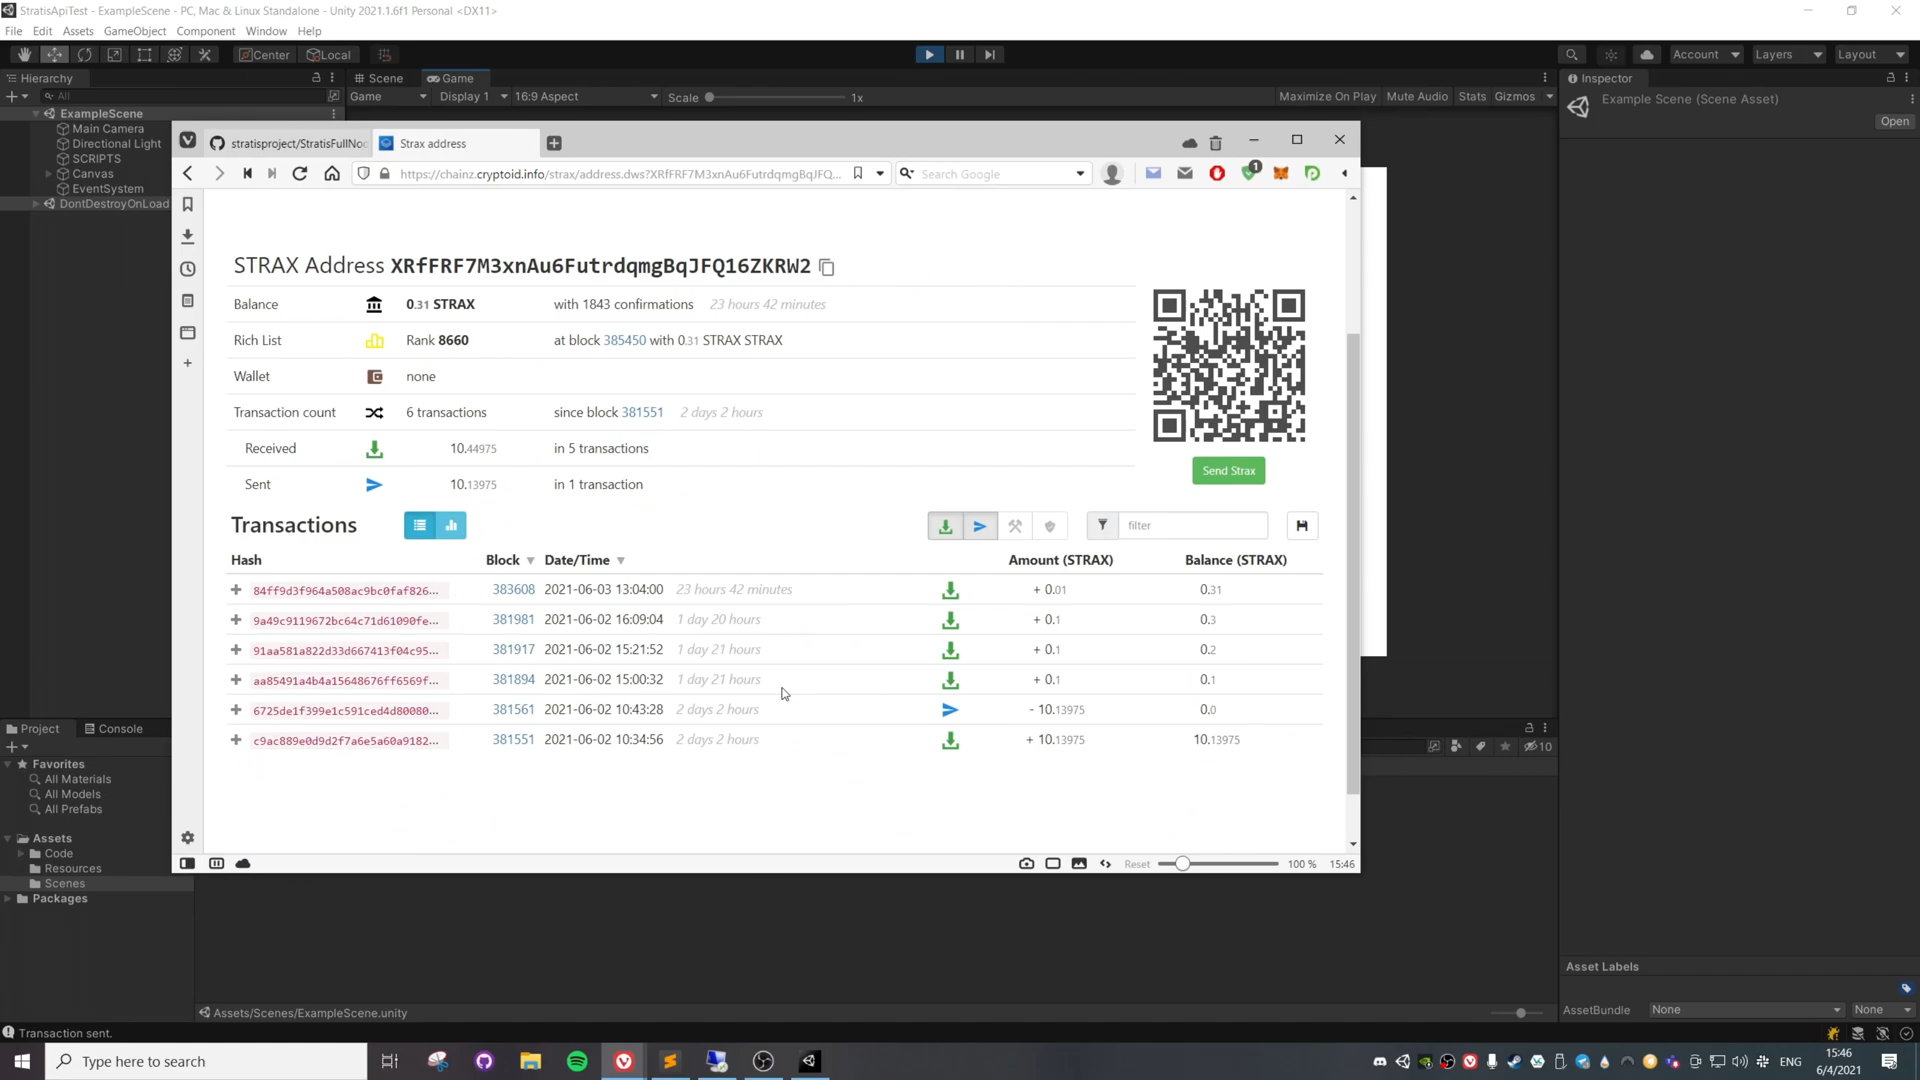 StratisApiTest - ExampleScene - PC, Mac & Linux Standalone - Unity 2021.1.6f1 Personal <DX11>
File Edit Assets GameObject Component Window Help
Center Local Account Layers Layout
Hierarchy Scene Game Inspector
All Game Display 1 16:9 Aspect Scale 1x Maximize On Play Mute Audio Stats Gizmos Example Scene (Scene Asset)
ExampleScene
Open
Main Camera
Directional Light
SCRIPTS
Canvas
EventSystem
DontDestroyOnLoad
stratisproject/StratisFullNoc Strax address
https://chainz.cryptoid.info/strax/address.dws?XRfFRF7M3xnAu6FutrdqmgBqJFQ... Search Google 1
STRAX Address XRfFRF7M3xnAu6FutrdqmgBqJFQ16ZKRW2
Balance 0.31 STRAX with 1843 confirmations 23 hours 42 minutes
Rich List Rank 8660 at block 385450 with 0.31 STRAX STRAX
Wallet none
Transaction count 6 transactions since block 381551 2 days 2 hours
Received 10.44975 in 5 transactions
Sent 10.13975 in 1 transaction
Send Strax
Transactions filter
Hash Block Date/Time Amount (STRAX) Balance (STRAX)
84ff9d3f964a508ac9bc0faf826... 383608 2021-06-03 13:04:00 23 hours 42 minutes + 0.01 0.31
9a49c9119672bc64c71d61090fe... 381981 2021-06-02 16:09:04 1 day 20 hours + 0.1 0.3
91aa581a822d33d667413f04c95... 381917 2021-06-02 15:21:52 1 day 21 hours + 0.1 0.2
aa85491a4b4a15648676ff6569f... 381894 2021-06-02 15:00:32 1 day 21 hours + 0.1 0.1
6725de1f399e1c591ced4d80080... 381561 2021-06-02 10:43:28 2 days 2 hours - 10.13975 0.0
c9ac889e0d9d2f7a6e5a60a9182... 381551 2021-06-02 10:34:56 2 days 2 hours + 10.13975 10.13975
Reset 100 % 15:46
Project Console
10
Favorites
All Materials
All Models
All Prefabs
Assets
Code
Resources
Scenes
Packages
Asset Labels
Assets/Scenes/ExampleScene.unity
AssetBundle None None
Transaction sent.
Type here to search
ENG
15:46
6/4/2021